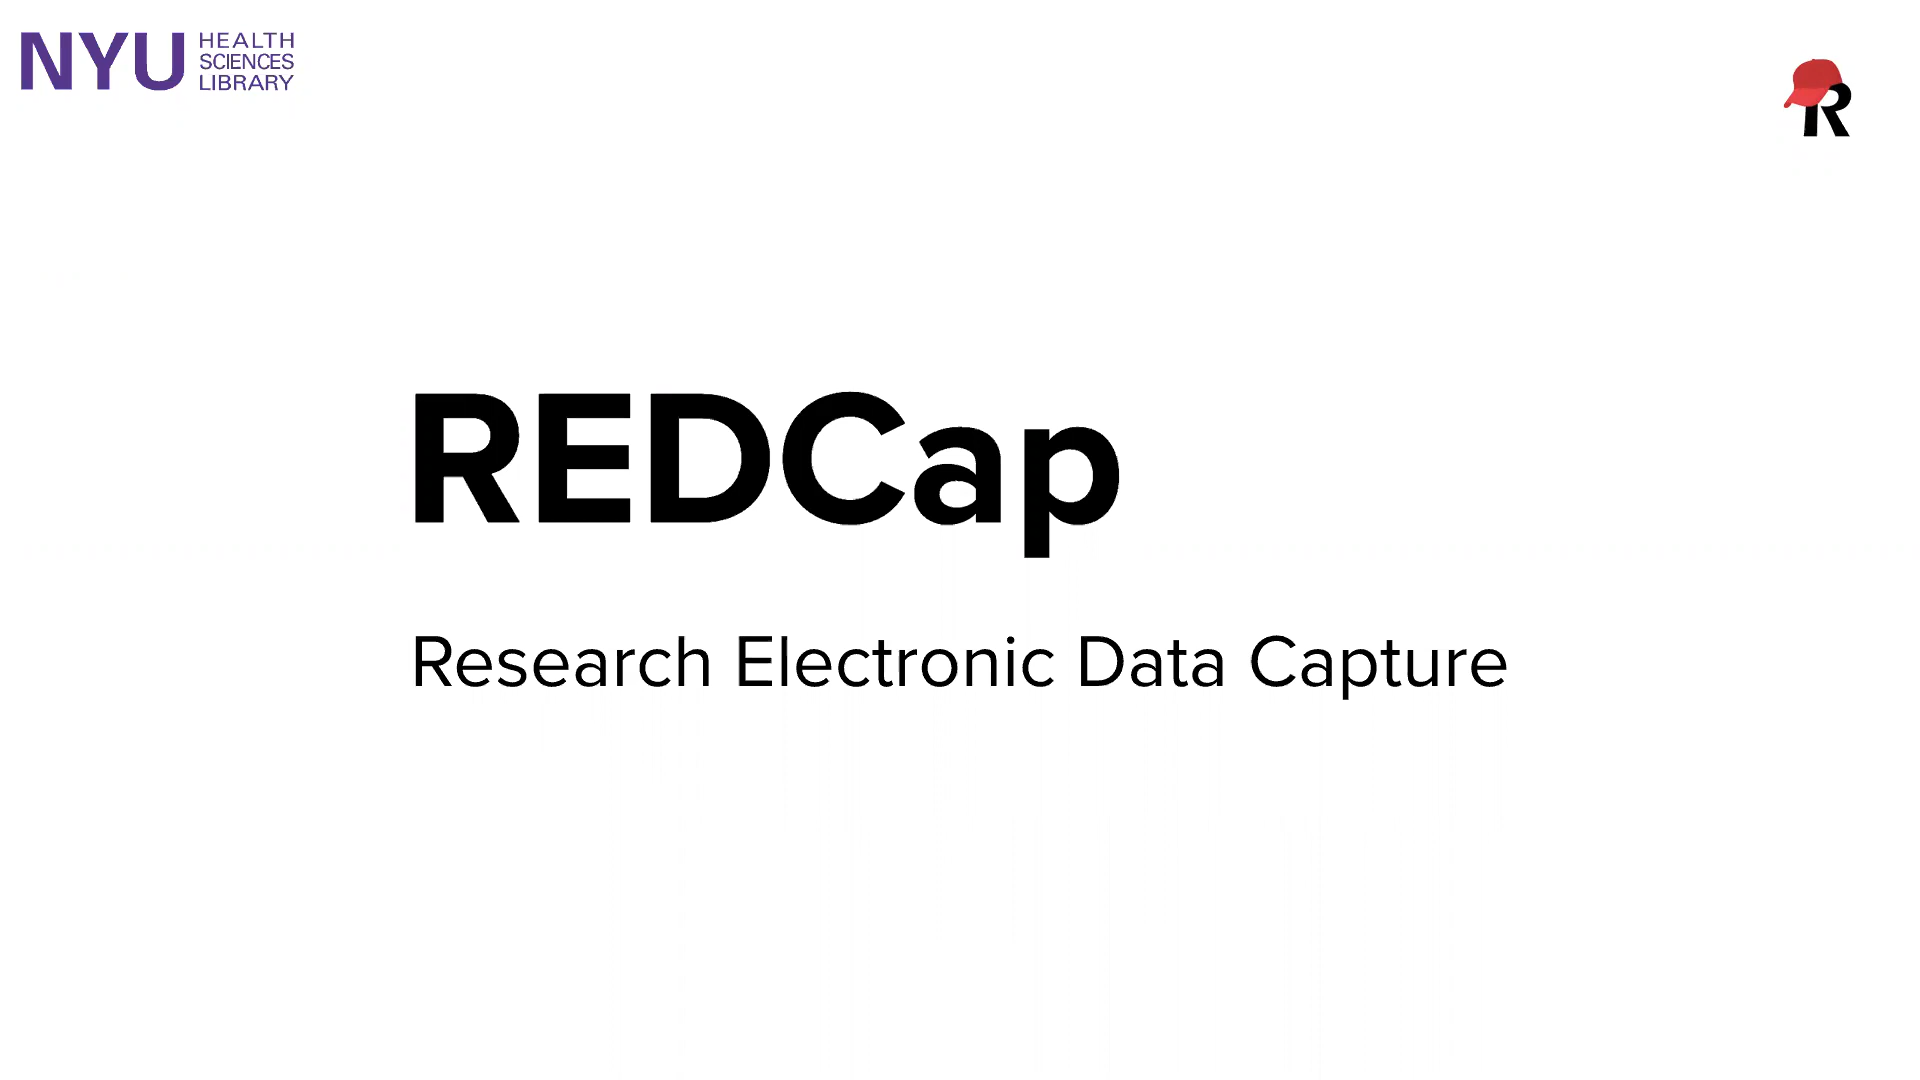 NYU HEALTH
SCIENCES
LIBRARY
R
REDCap
Research Electronic Data Capture